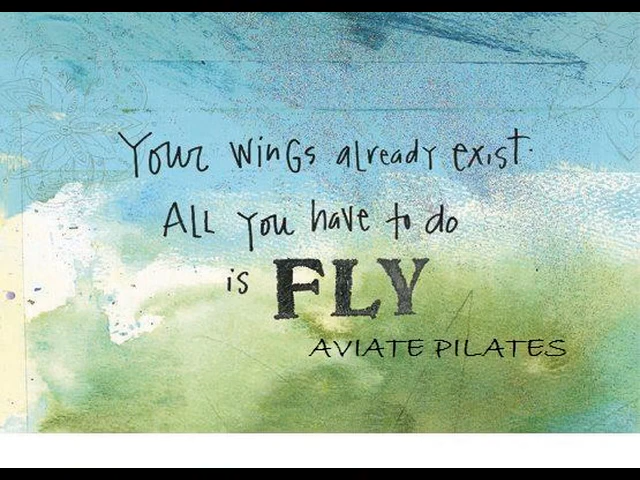 Your wings already exist.
All you have to do
is FLY
AVIATE PILATES